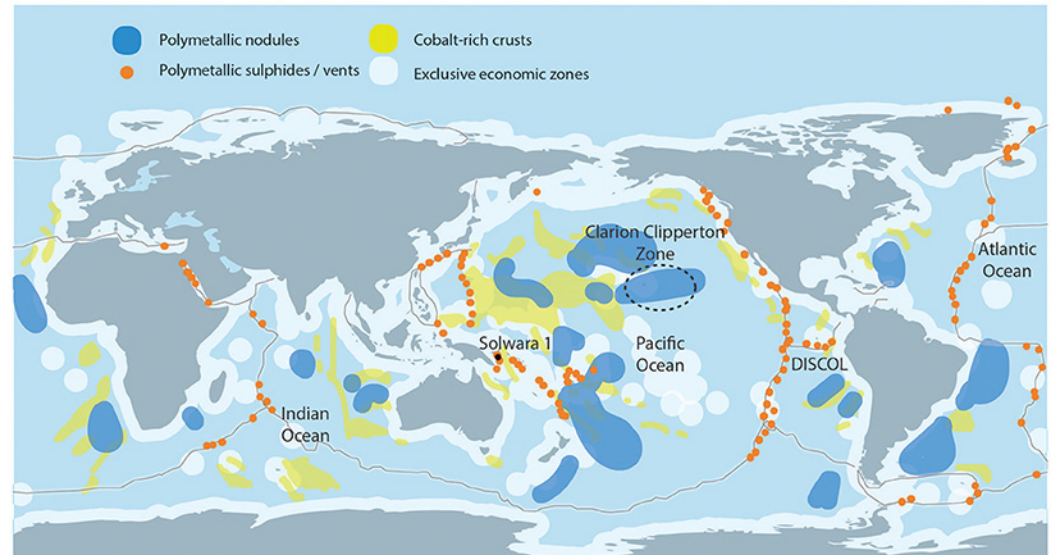 Polymetallic nodules
Cobalt-rich crusts
Polymetallic sulphides / vents
Exclusive economic zones
Clarion Clipperton
Zone
Atlantic
Ocean
Solwara 1
Pacific
Ocean
DISCOL
Indian
Ocean